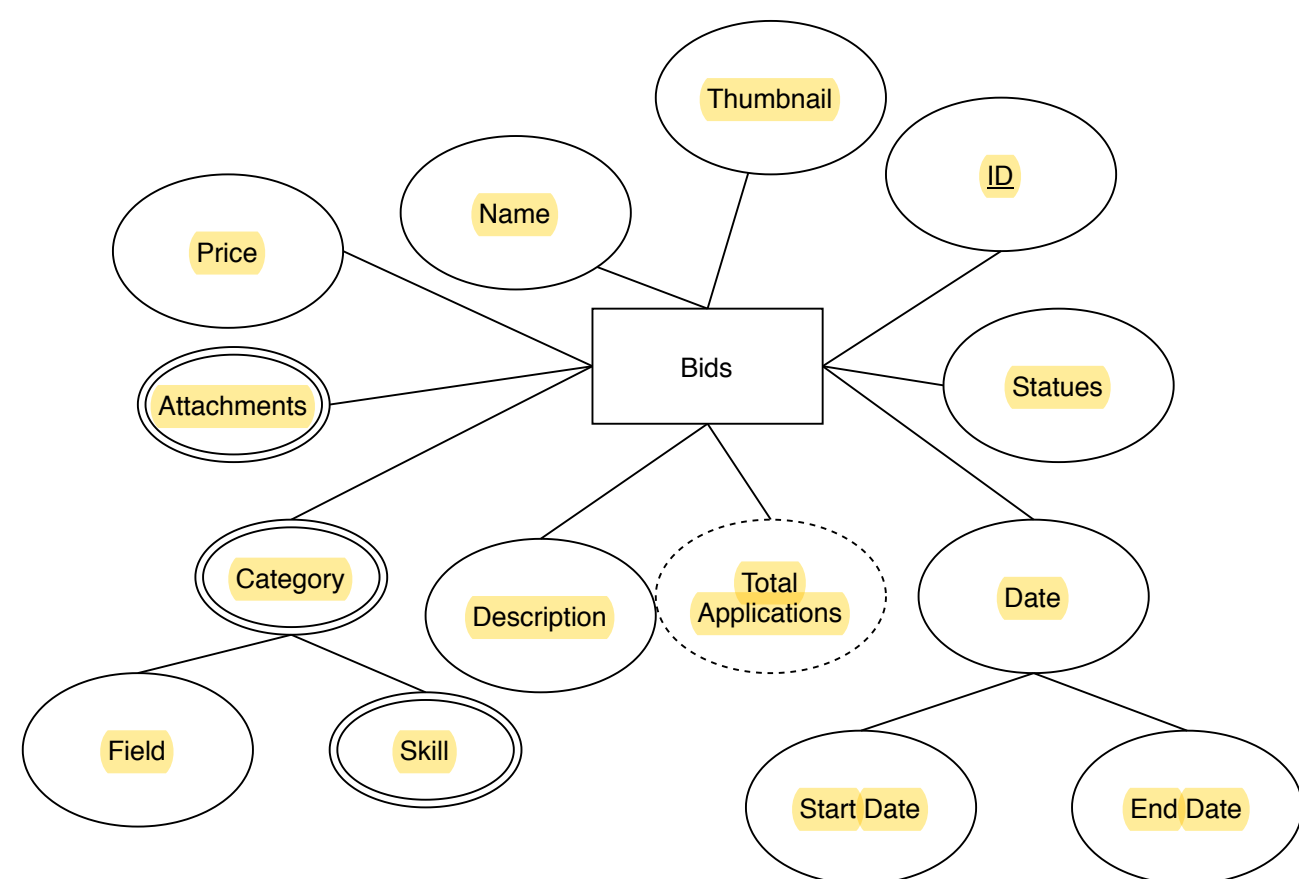 Thumbnail
ID
Name
Price
Bids
Statues
Attachments
Category
Total
Applications
Description
Date
Field
Skill
Start Date
End Date